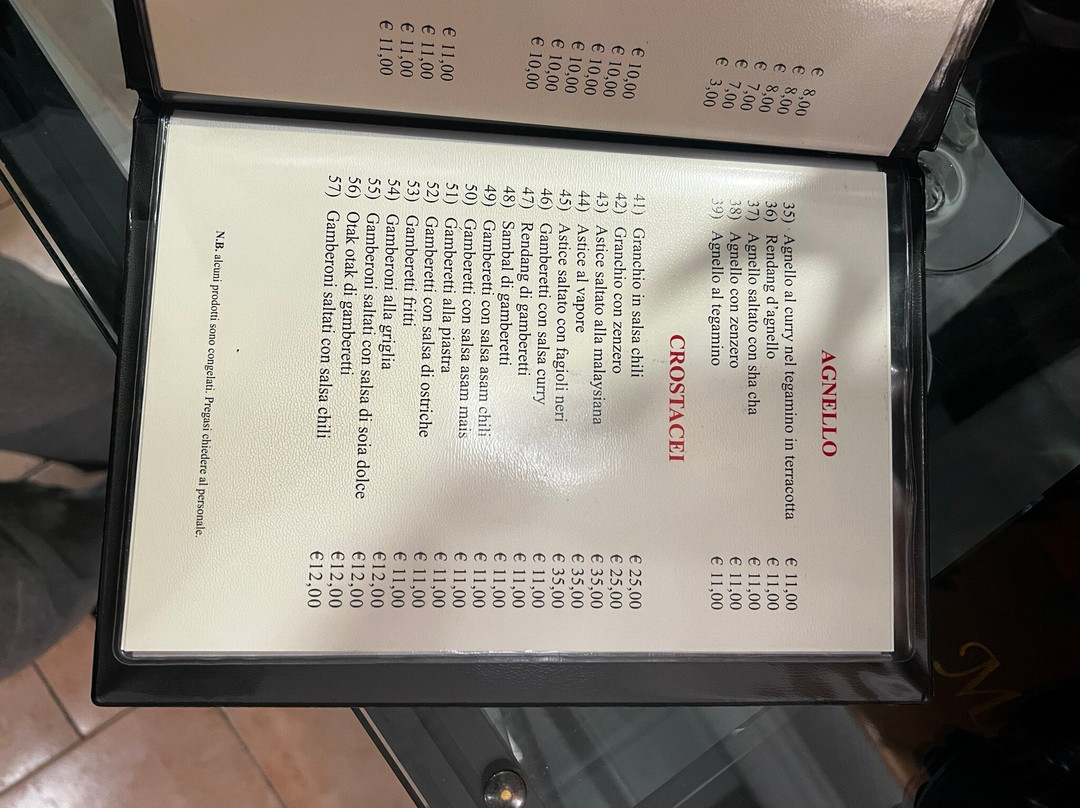 € 8,00
€ 8,00
€ 8,00
€ 7,00
€ 7,00
€ 3,00
€ 10,00
€ 10,00
€ 10,00
€ 10,00
€ 10,00
€ 10,00
€ 11,00
€ 11,00
€ 11,00
€ 11,00
AGNELLO
35) Agnello al curry nel tegamino in terracotta € 11,00
36) Rendang d'agnello € 11,00
37) Agnello saltato con sha cha € 11,00
38) Agnello con zenzero € 11,00
39) Agnello al tegamino € 11,00
CROSTACEI
41) Granchio in salsa chili € 25,00
42) Granchio con zenzero € 25,00
43) Astice saltato alla malaysiana € 35,00
44) Astice al vapore € 35,00
45) Astice saltato con fagioli neri € 35,00
46) Gamberetti con salsa curry € 11,00
47) Rendang di gamberetti € 11,00
48) Sambal di gamberetti € 11,00
49) Gamberetti con salsa asam chili € 11,00
50) Gamberetti con salsa asam mais € 11,00
51) Gamberetti alla piastra € 11,00
52) Gamberetti con salsa di ostriche € 11,00
53) Gamberetti fritti € 11,00
54) Gamberoni alla griglia € 12,00
55) Gamberoni saltati con salsa di soia dolce € 12,00
56) Otak otak di gamberetti € 12,00
57) Gamberoni saltati con salsa chili € 12,00
N.B. alcuni prodotti sono congelati. Pregasi chiedere al personale.
M